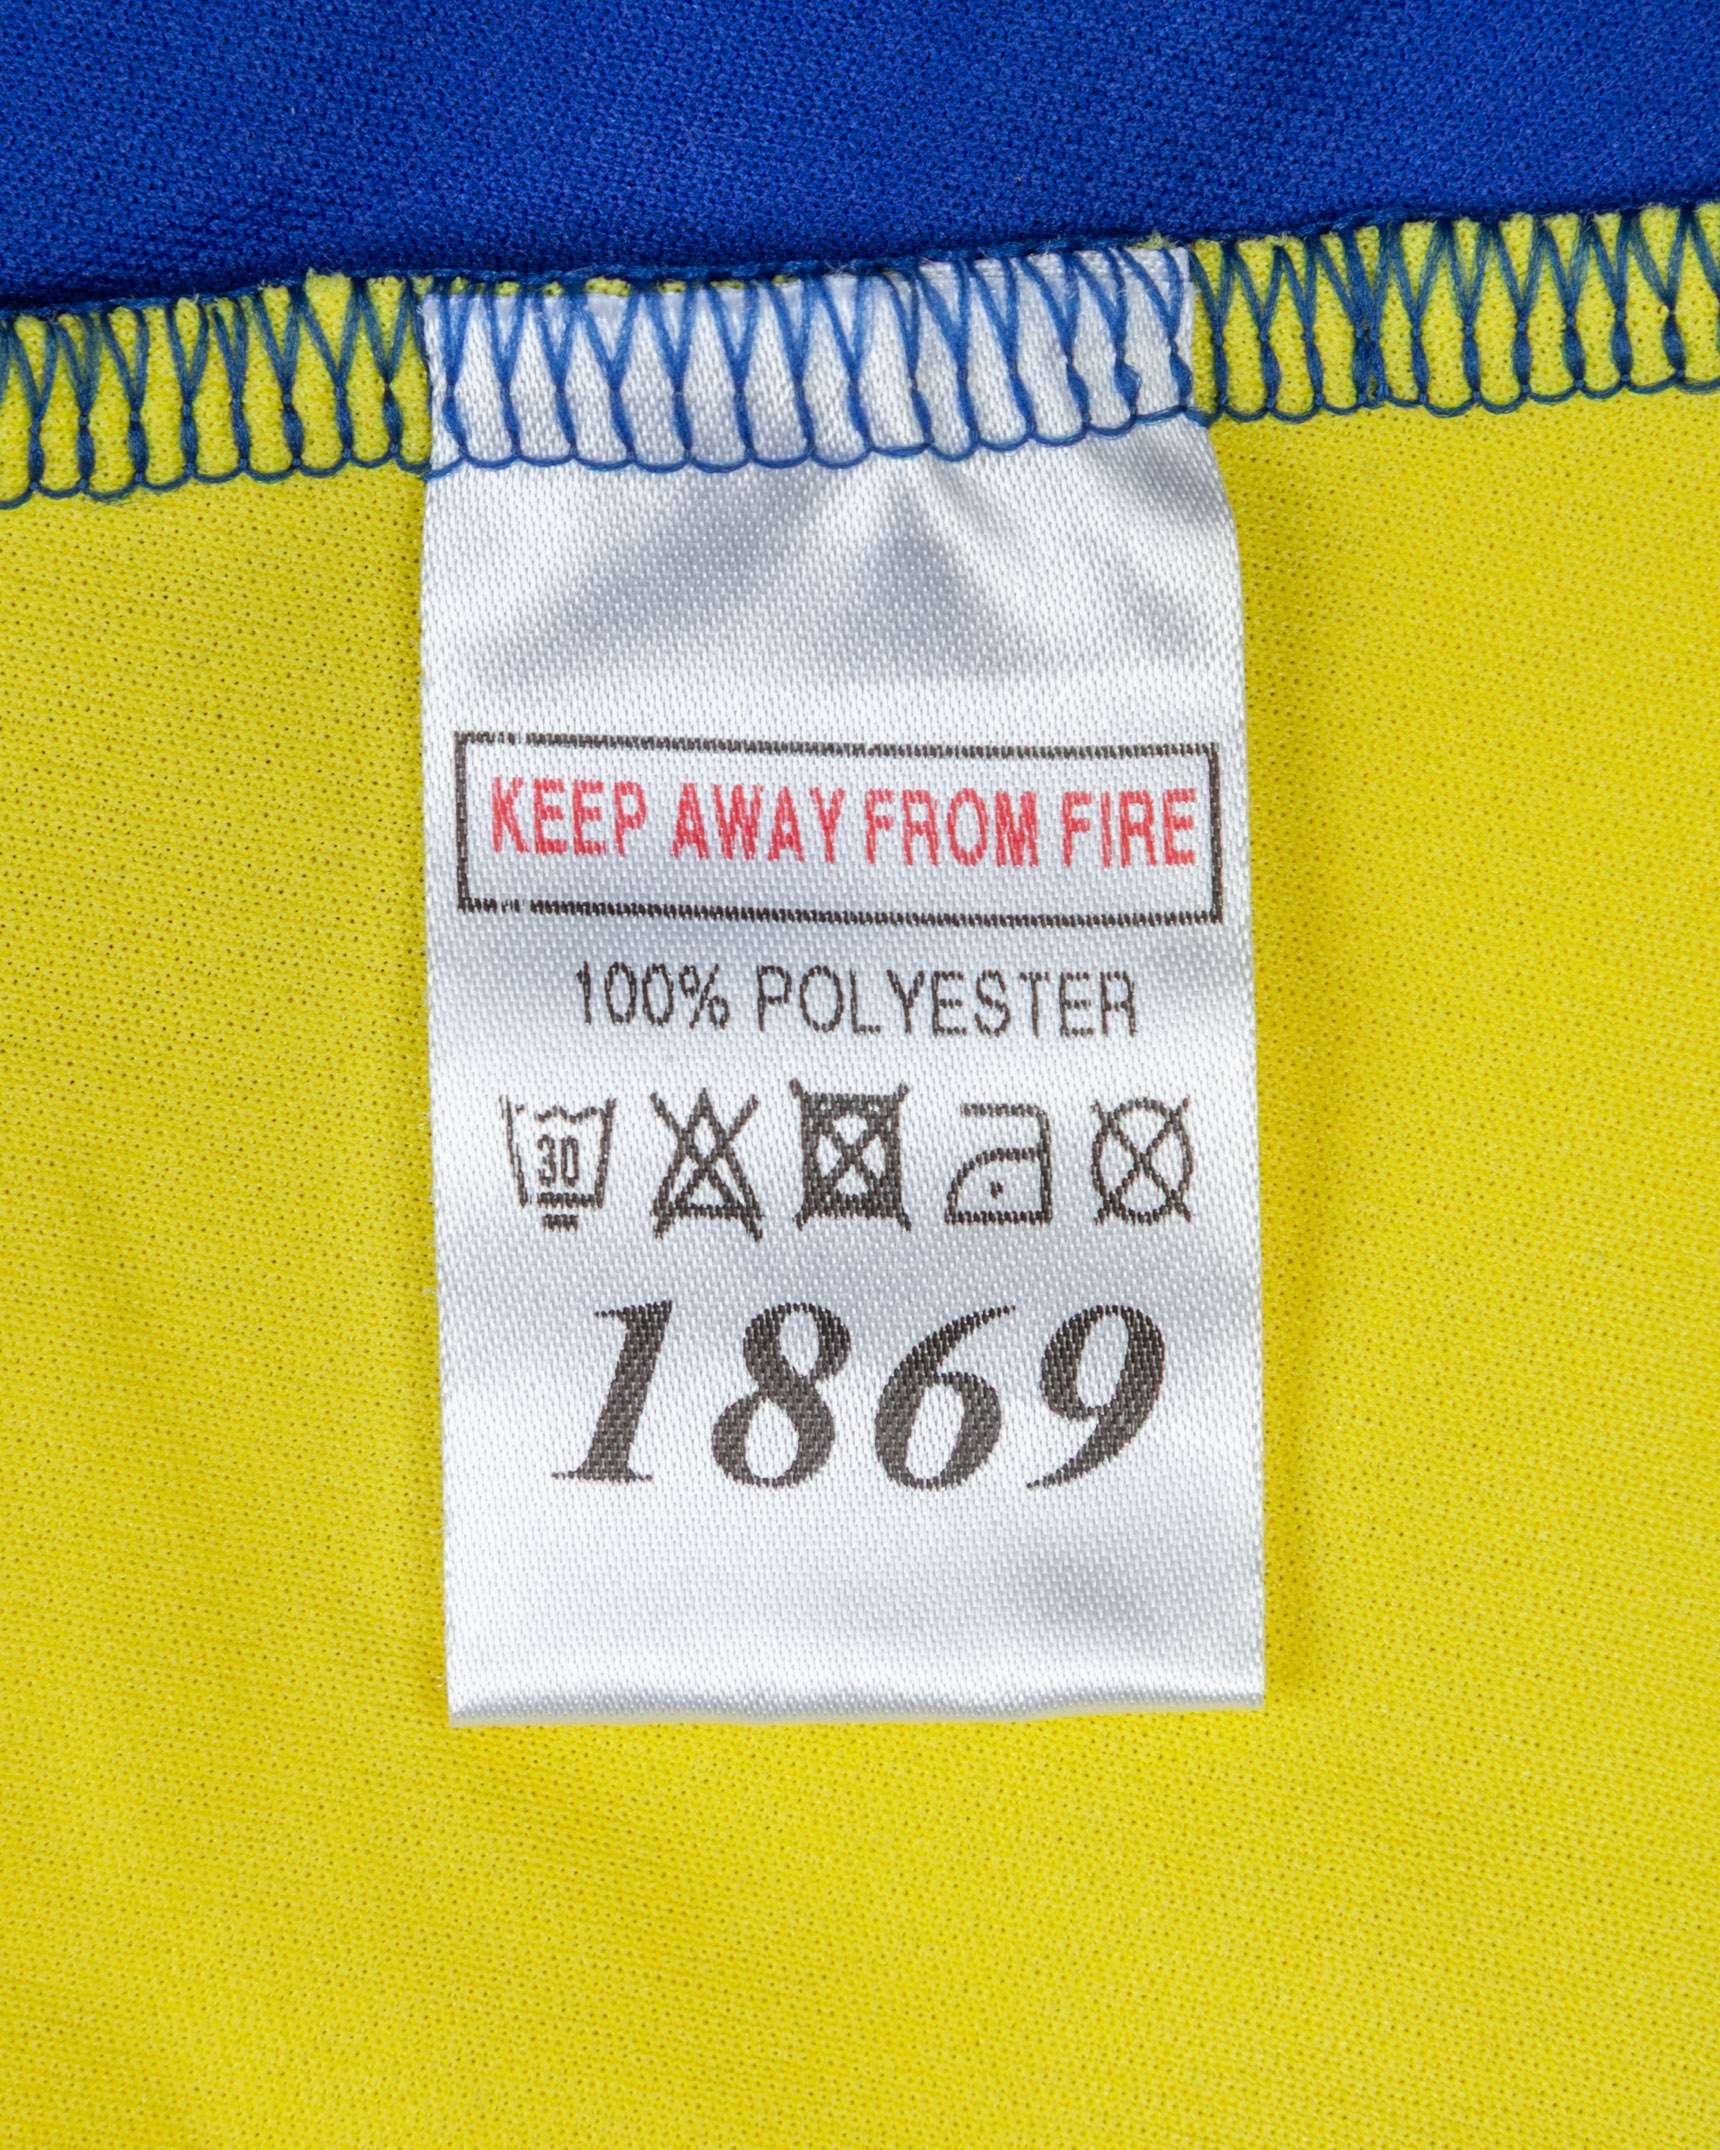 KEEP AWAY FROM FIRE
100% POLYESTER
30
1869